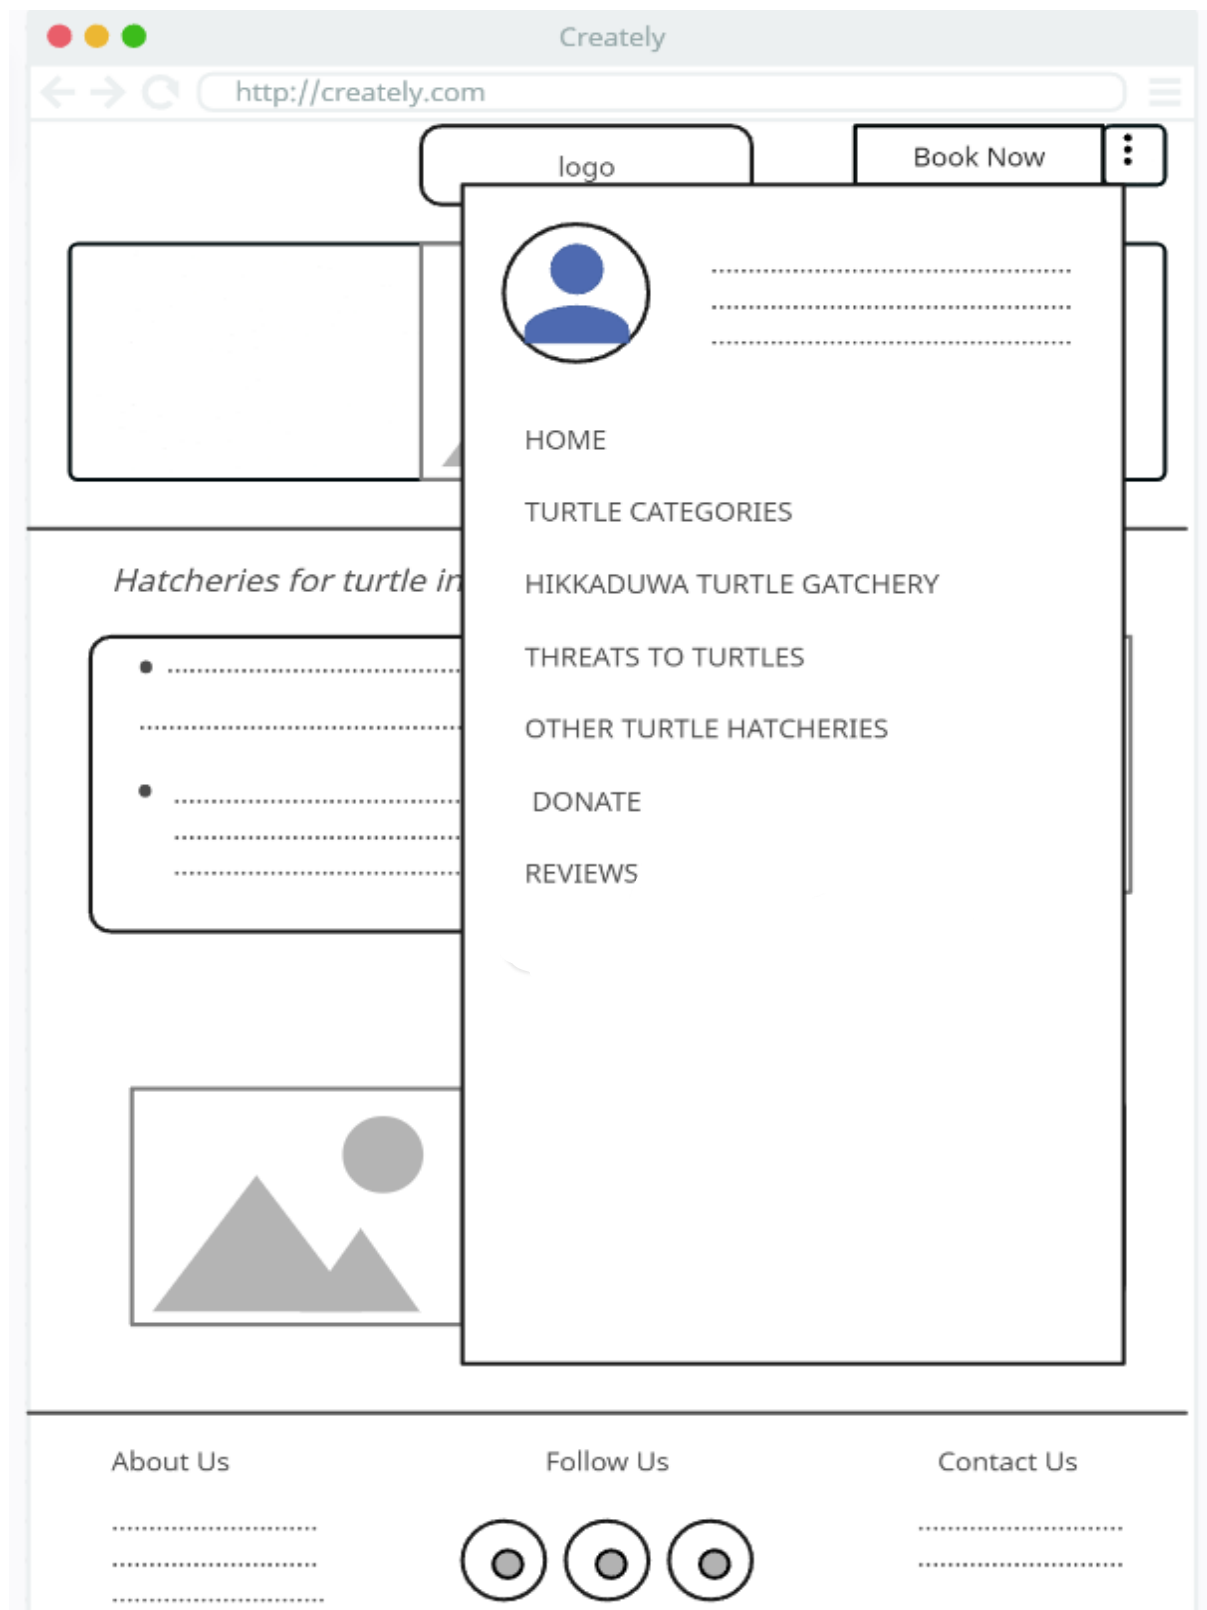 Creately
http://creately.com
logo
Book Now
HOME
TURTLE CATEGORIES
Hatcheries for turtle in
HIKKADUWA TURTLE GATCHERY
THREATS TO TURTLES
OTHER TURTLE HATCHERIES
DONATE
REVIEWS
About Us
Follow Us
Contact Us